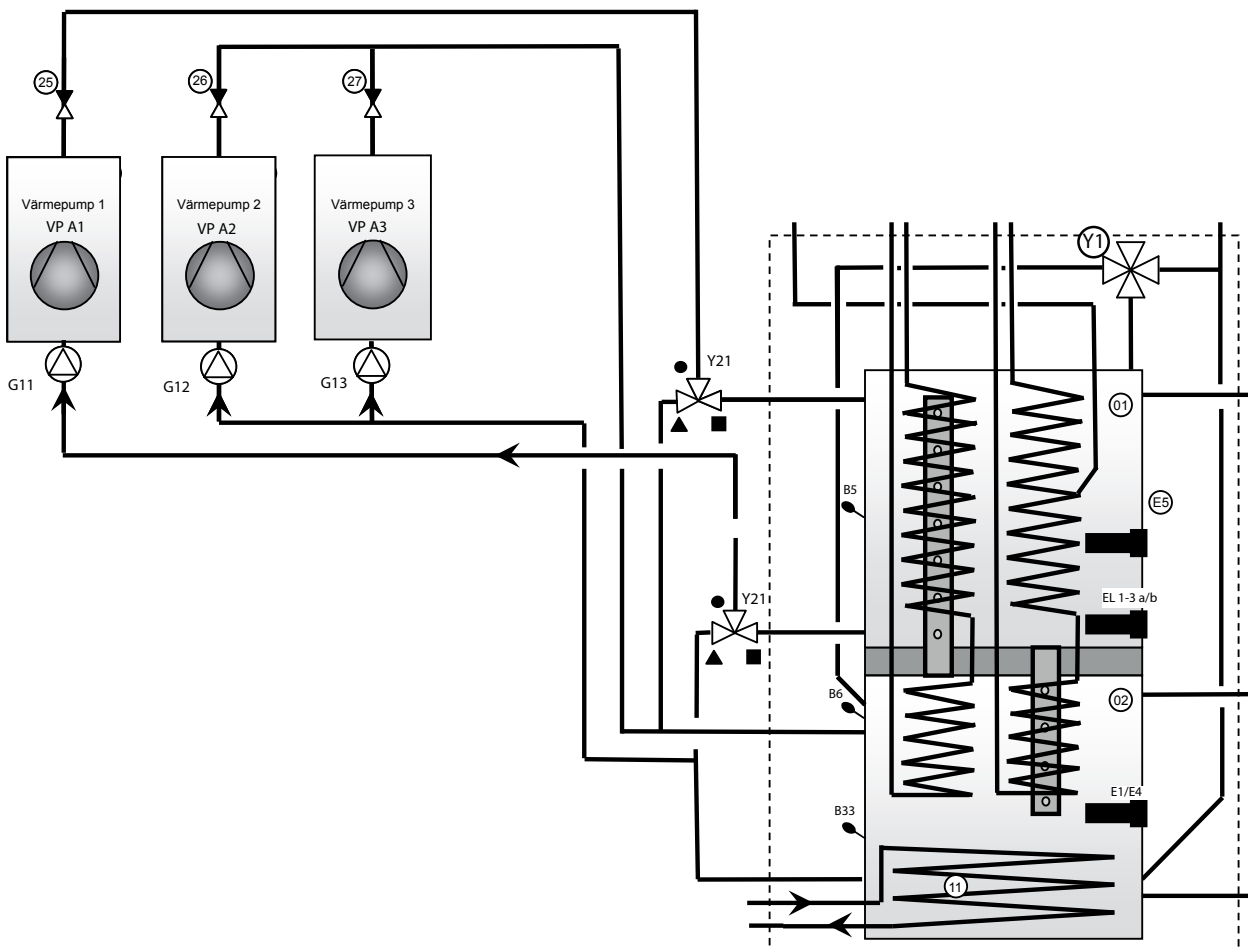 25
26
27
Värmepump 1
VP A1
Värmepump 2
VP A2
Värmepump 3
VP A3
G11
G12
G13
Y1
Y21
01
B5
E5
EL 1-3 a/b
Y21
B6
02
E1/E4
B33
11